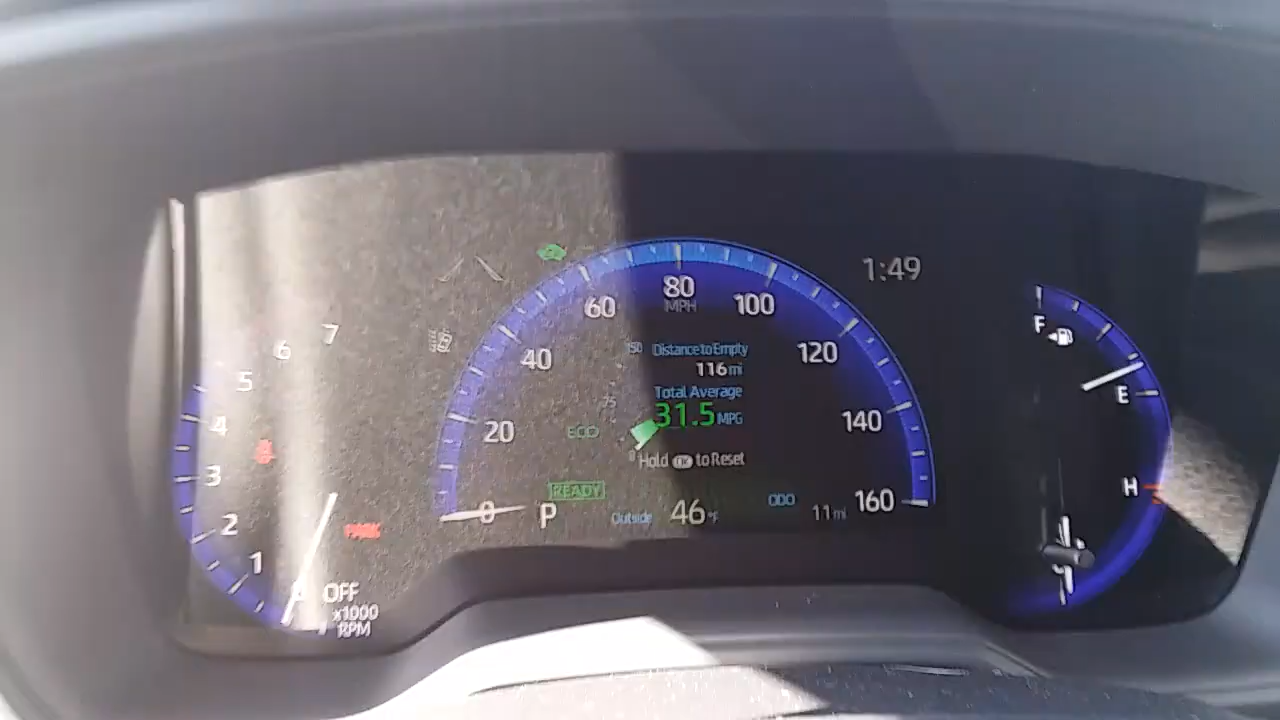 1:49
7
6
5
4
3
2
1
OFF
x1000
RPM
PARK
0
20
40
60
80
MPH
100
120
140
160
150
75
0
Distance to Empty
116 mi
Total Average
31.5 MPG
ECO
Hold OK to Reset
READY
P
Outside 46°F
ODO 11 mi
F
E
H